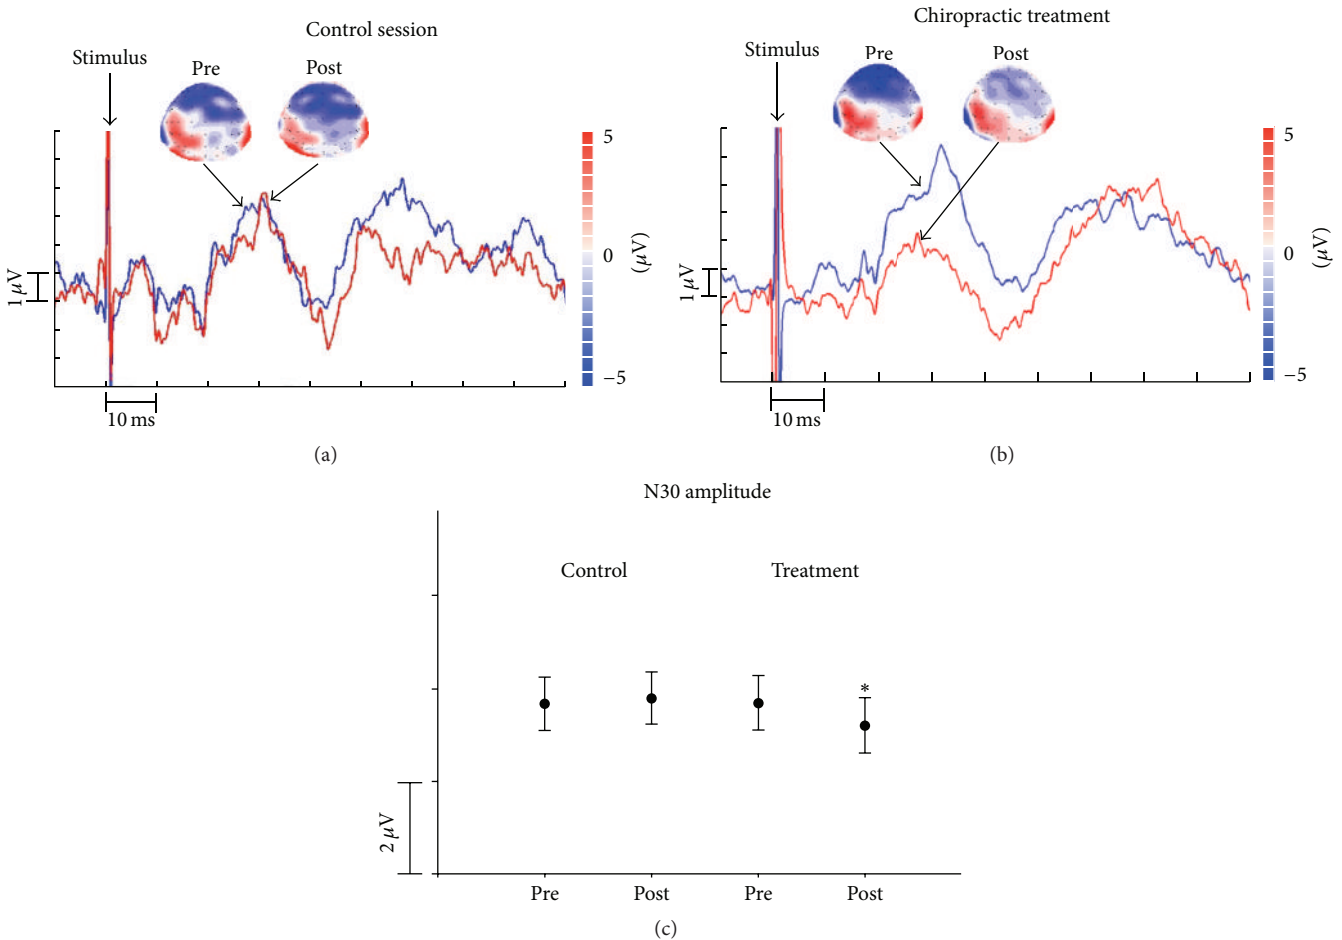 Control session
Stimulus
Pre
Post
5
0
−5
(μV)
1 μV
10 ms
(a)
Chiropractic treatment
Stimulus
Pre
Post
5
0
−5
(μV)
1 μV
10 ms
(b)
N30 amplitude
Control
Treatment
*
2 μV
Pre
Post
Pre
Post
(c)